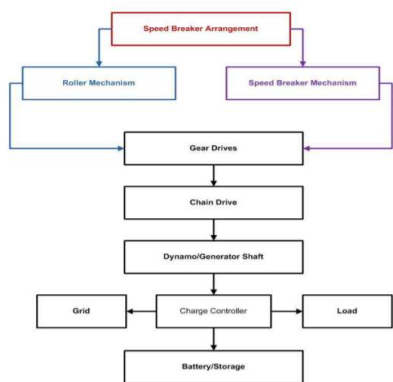 Speed Breaker Arrangement
Roller Mechanism
Speed Breaker Mechanism
Gear Drives
Chain Drive
Dynamo/Generator Shaft
Grid
Charge Controller
Load
Battery/Storage